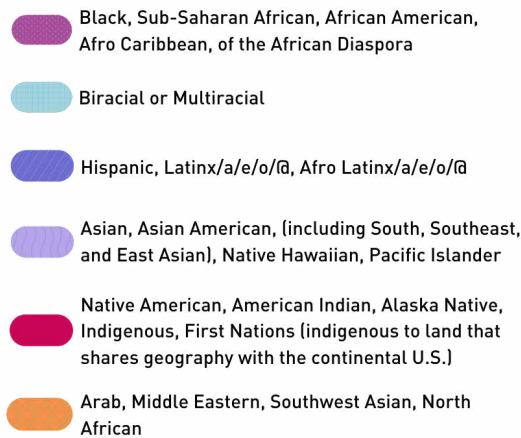 Black, Sub-Saharan African, African American,
Afro Caribbean, of the African Diaspora
Biracial or Multiracial
Hispanic, Latinx/a/e/o/@, Afro Latinx/a/e/o/@
Asian, Asian American, (including South, Southeast,
and East Asian), Native Hawaiian, Pacific Islander
Native American, American Indian, Alaska Native,
Indigenous, First Nations (indigenous to land that
shares geography with the continental U.S.)
Arab, Middle Eastern, Southwest Asian, North
African